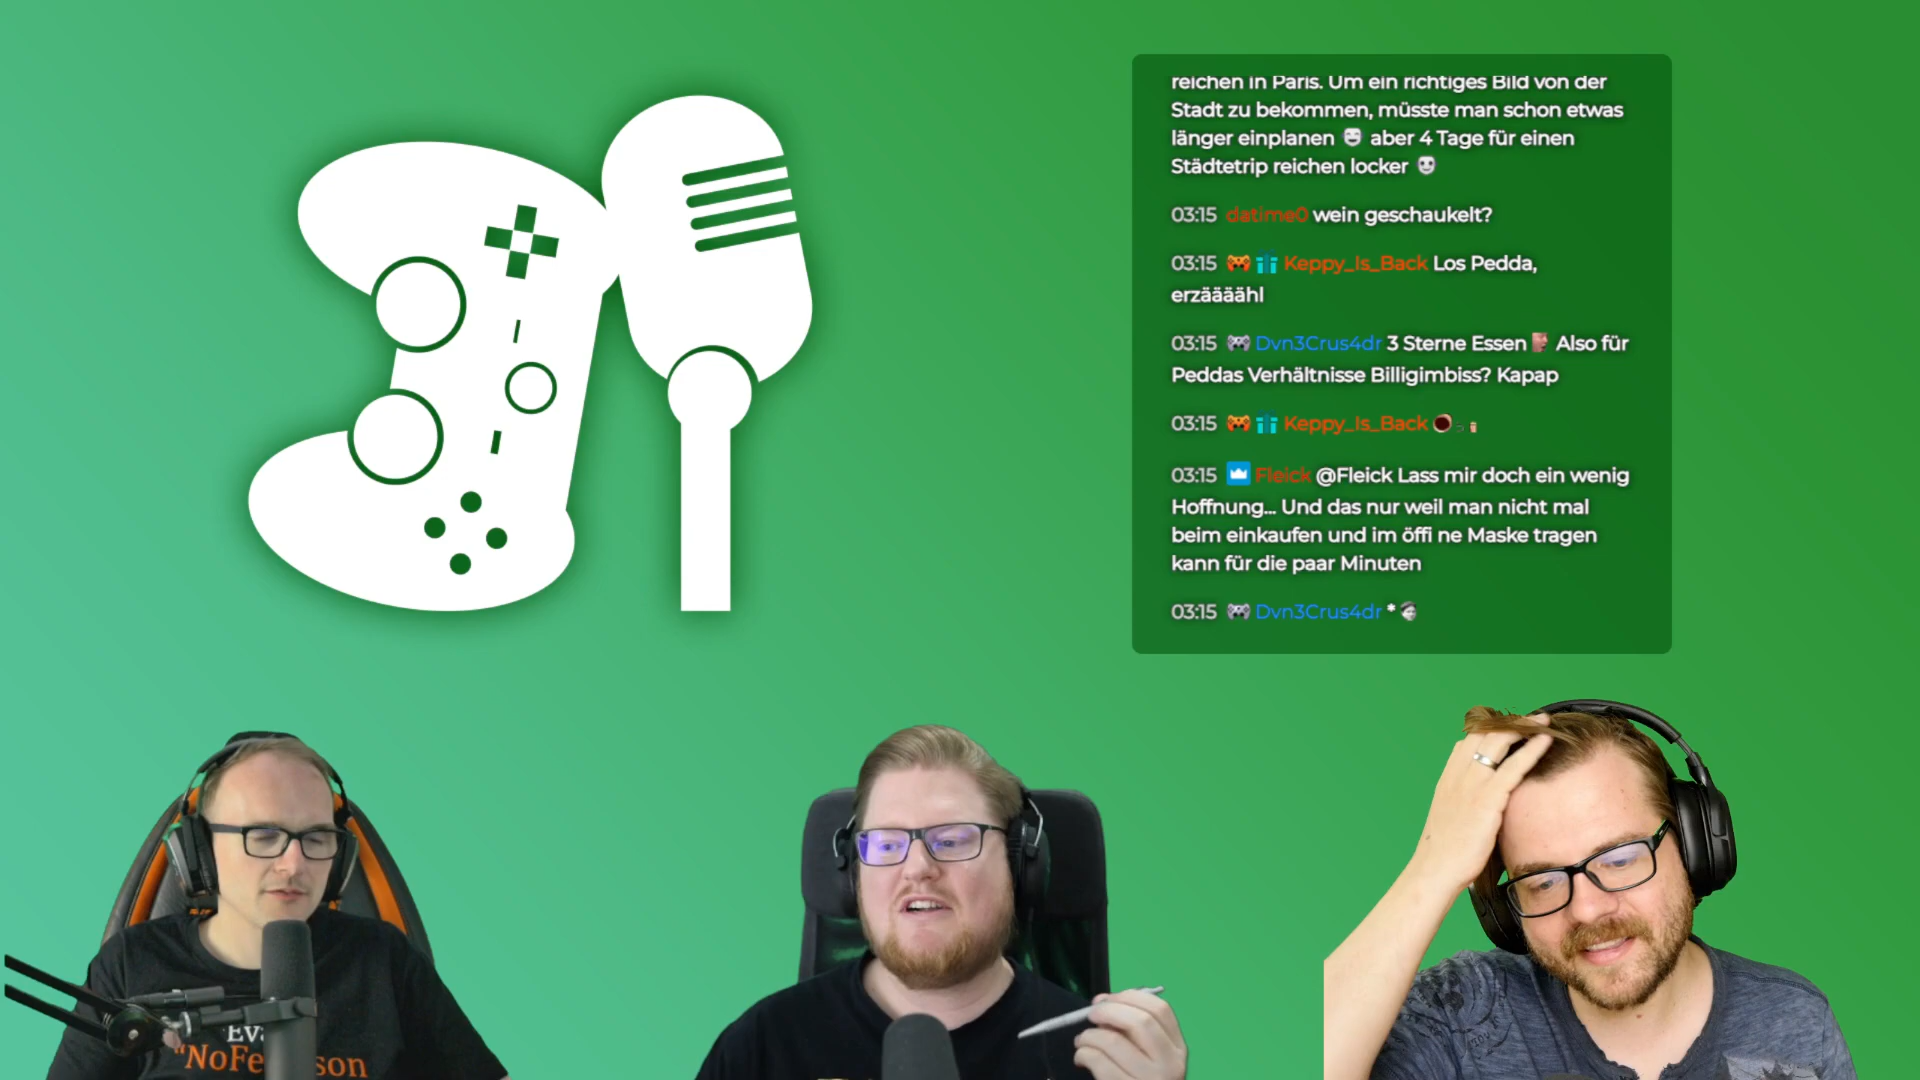 reichen in Paris. Um ein richtiges Bild von der
Stadt zu bekommen, müsste man schon etwas
länger einplanen aber 4 Tage für einen
Städtetrip reichen locker
03:15 datime0 wein geschaukelt?
03:15 Keppy_Is_Back Los Pedda,
erzäääähl
03:15 Dvn3Crus4dr 3 Sterne Essen Also für
Peddas Verhältnisse Billigimbiss? Kapap
03:15 Keppy_Is_Back
03:15 Fleick @Fleick Lass mir doch ein wenig
Hoffnung... Und das nur weil man nicht mal
beim einkaufen und im öffi ne Maske tragen
kann für die paar Minuten
03:15 Dvn3Crus4dr *